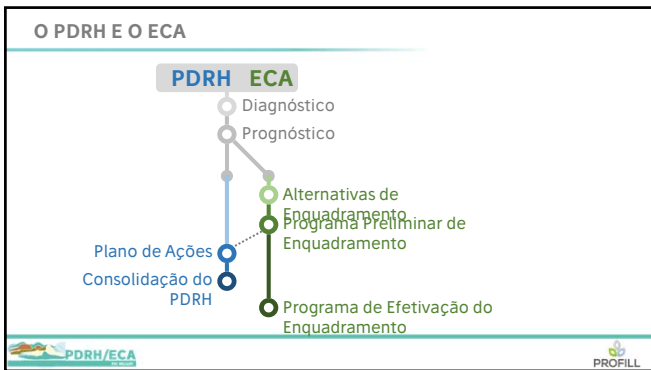 O PDRH E O ECA
PDRH ECA
Diagnóstico
Prognóstico
Alternativas de
Enquadramento
Programa Preliminar de
Enquadramento
Plano de Ações
Consolidação do
PDRH
Programa de Efetivação do
Enquadramento
PDRH/ECA
PROFILL